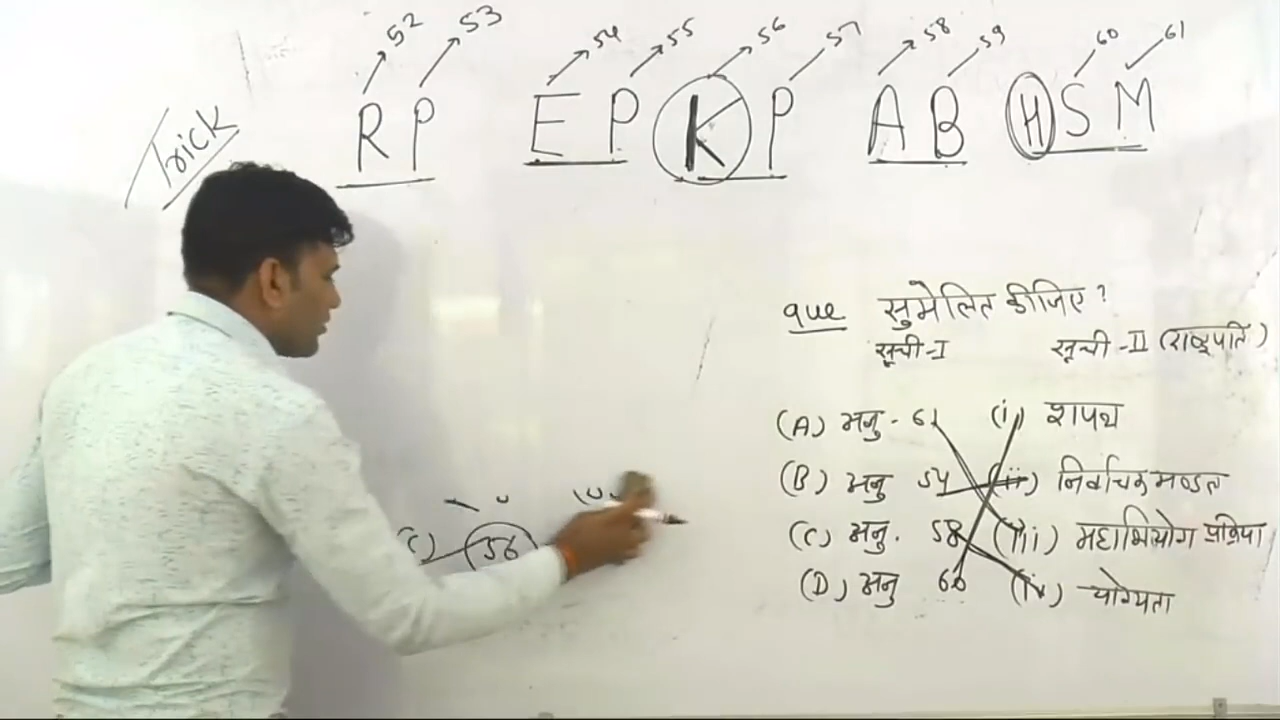 52 53 54 55 56 57 58 59 60 61
Trick R P E P K P A B H S M
que सुमेलित कीजिए ?
सूची-I सूची-II (राष्ट्रपति)
(A) अनु - 61 (i) शपथ
(B) अनु 54 (ii) निर्वाचक मण्डल
(C) अनु. 58 (iii) महाभियोग प्रक्रिया
(D) अनु 60 (iv) योग्यता
56